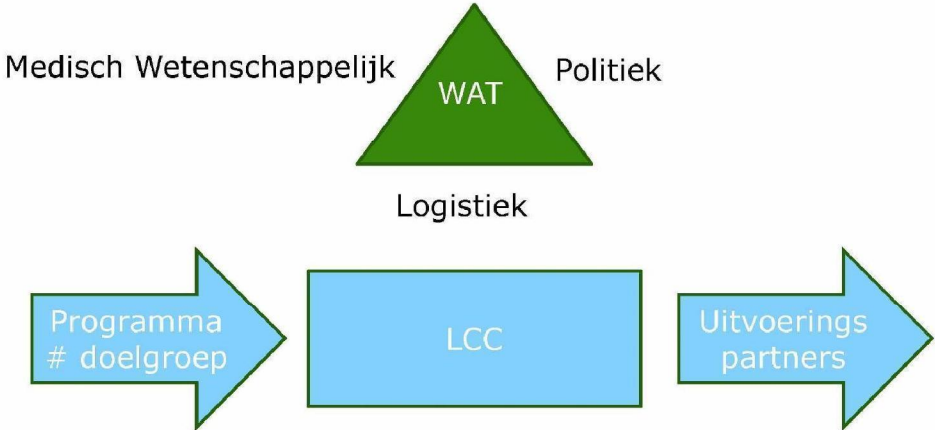 Medisch Wetenschappelijk
WAT
Politiek
Logistiek
Programma
# doelgroep
LCC
Uitvoerings
partners